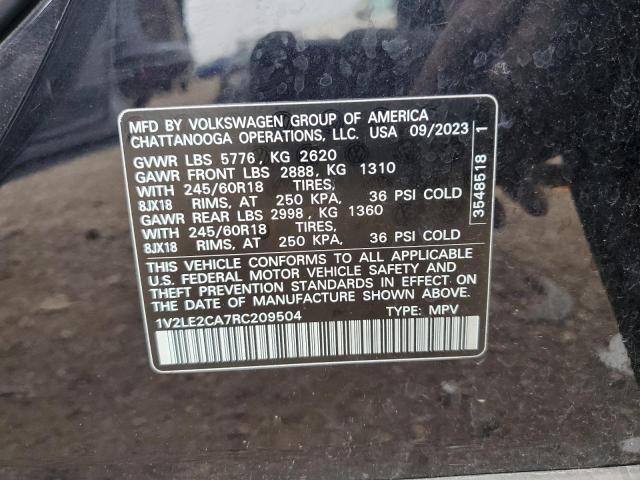 MFD BY VOLKSWAGEN GROUP OF AMERICA
CHATTANOOGA OPERATIONS, LLC. USA 09/2023
GVWR LBS 5776, KG 2620
GAWR FRONT LBS 2888, KG 1310
WITH 245/60R18 TIRES,
8JX18 RIMS, AT 250 KPA, 36 PSI COLD
GAWR REAR LBS 2998, KG 1360
WITH 245/60R18 TIRES,
8JX18 RIMS, AT 250 KPA, 36 PSI COLD
THIS VEHICLE CONFORMS TO ALL APPLICABLE
U.S. FEDERAL MOTOR VEHICLE SAFETY AND
THEFT PREVENTION STANDARDS IN EFFECT ON
THE DATE OF MANUFACTURE SHOWN ABOVE.
1V2LE2CA7RC209504 TYPE: MPV
3548518 1